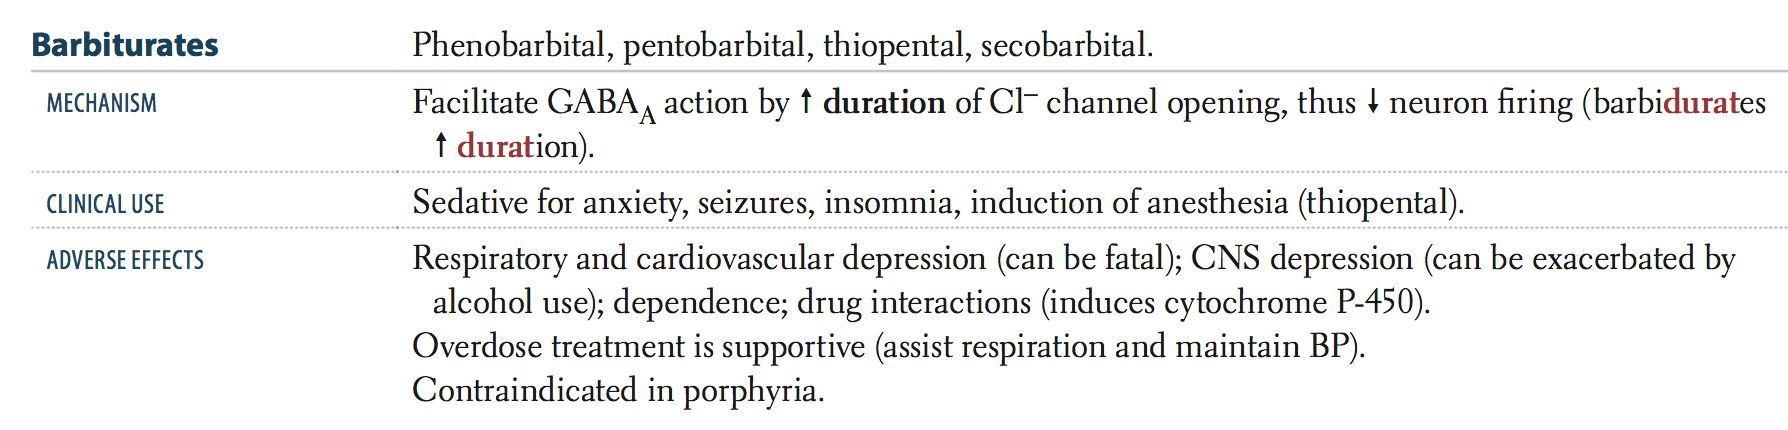 Barbiturates Phenobarbital, pentobarbital, thiopental, secobarbital.
MECHANISM Facilitate GABA_A action by ↑ duration of Cl⁻ channel opening, thus ↓ neuron firing (barbidurates
↑ duration).
CLINICAL USE Sedative for anxiety, seizures, insomnia, induction of anesthesia (thiopental).
ADVERSE EFFECTS Respiratory and cardiovascular depression (can be fatal); CNS depression (can be exacerbated by
alcohol use); dependence; drug interactions (induces cytochrome P-450).
Overdose treatment is supportive (assist respiration and maintain BP).
Contraindicated in porphyria.